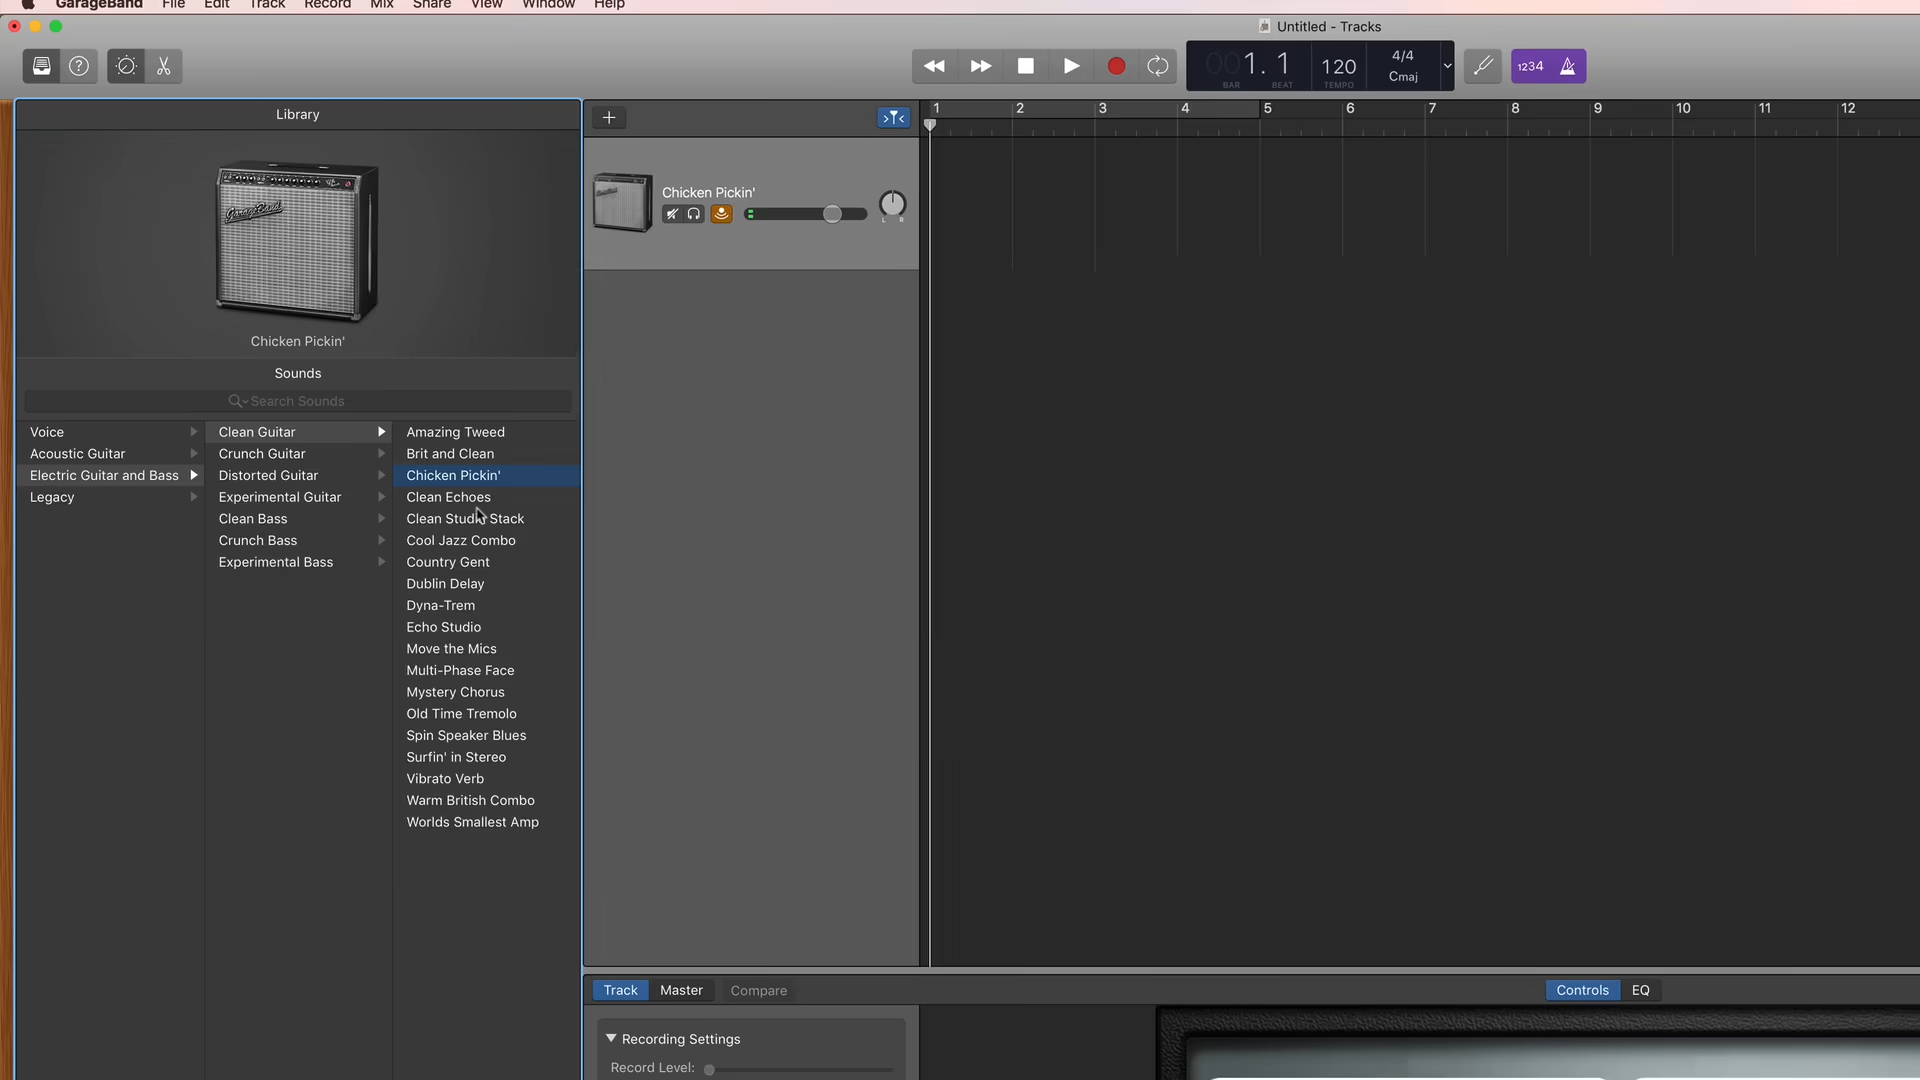 GarageBand File Edit Track Record Mix Share View Window Help
Untitled - Tracks
001. 1 120 4/4
Cmaj
BAR BEAT TEMPO
1234
Library
1 2 3 4 5 6 7 8 9 10 11 12
GarageBand
Chicken Pickin'
L R
Chicken Pickin'
Sounds
Search Sounds
Voice Clean Guitar Amazing Tweed
Acoustic Guitar Crunch Guitar Brit and Clean
Electric Guitar and Bass Distorted Guitar Chicken Pickin'
Legacy Experimental Guitar Clean Echoes
Clean Bass Clean Studio Stack
Crunch Bass Cool Jazz Combo
Experimental Bass Country Gent
Dublin Delay
Dyna-Trem
Echo Studio
Move the Mics
Multi-Phase Face
Mystery Chorus
Old Time Tremolo
Spin Speaker Blues
Surfin' in Stereo
Vibrato Verb
Warm British Combo
Worlds Smallest Amp
Track Master Compare Controls EQ
Recording Settings
Record Level: